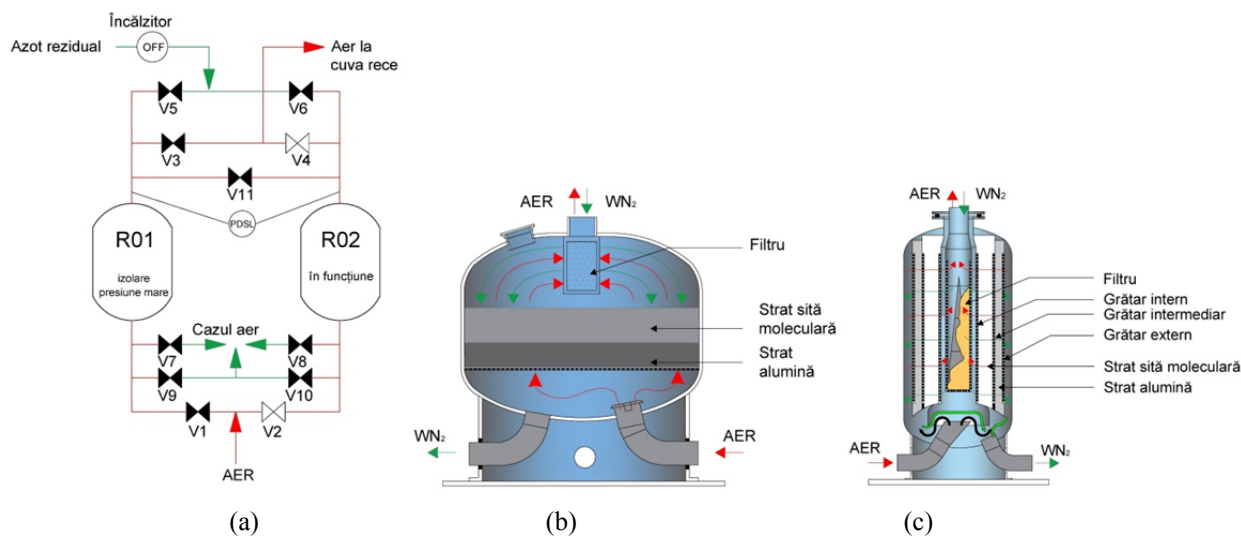 Încălzitor
Azot rezidual
OFF
Aer la
cuva rece
V5
V6
V3
V4
V11
PDSL
R01
izolare
presiune mare
R02
în funcțiune
Cazul aer
V7
V8
V9
V10
V1
V2
AER
(a)
AER
WN₂
Filtru
Strat sită
moleculară
Strat
alumină
WN₂
AER
(b)
AER
WN₂
Filtru
Grătar intern
Grătar intermediar
Grătar extern
Strat sită moleculară
Strat alumină
AER
WN₂
(c)